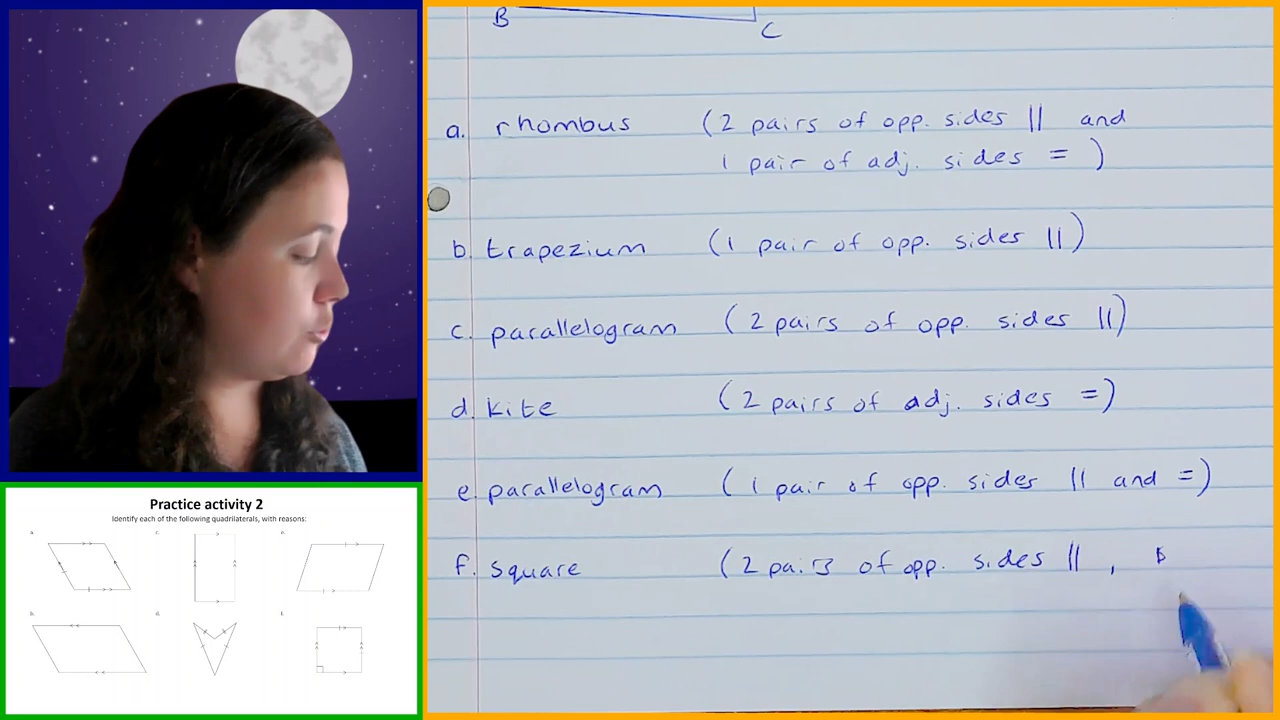 B
C
a. rhombus (2 pairs of opp. sides || and
1 pair of adj. sides = )
b. trapezium (1 pair of opp. sides ||)
c. parallelogram (2 pairs of opp. sides ||)
d. kite (2 pairs of adj. sides =)
e. parallelogram (1 pair of opp. sides || and =)
f. square (2 pairs of opp. sides || ,
Practice activity 2
Identify each of the following quadrilaterals, with reasons:
a.
c.
e.
b.
d.
f.